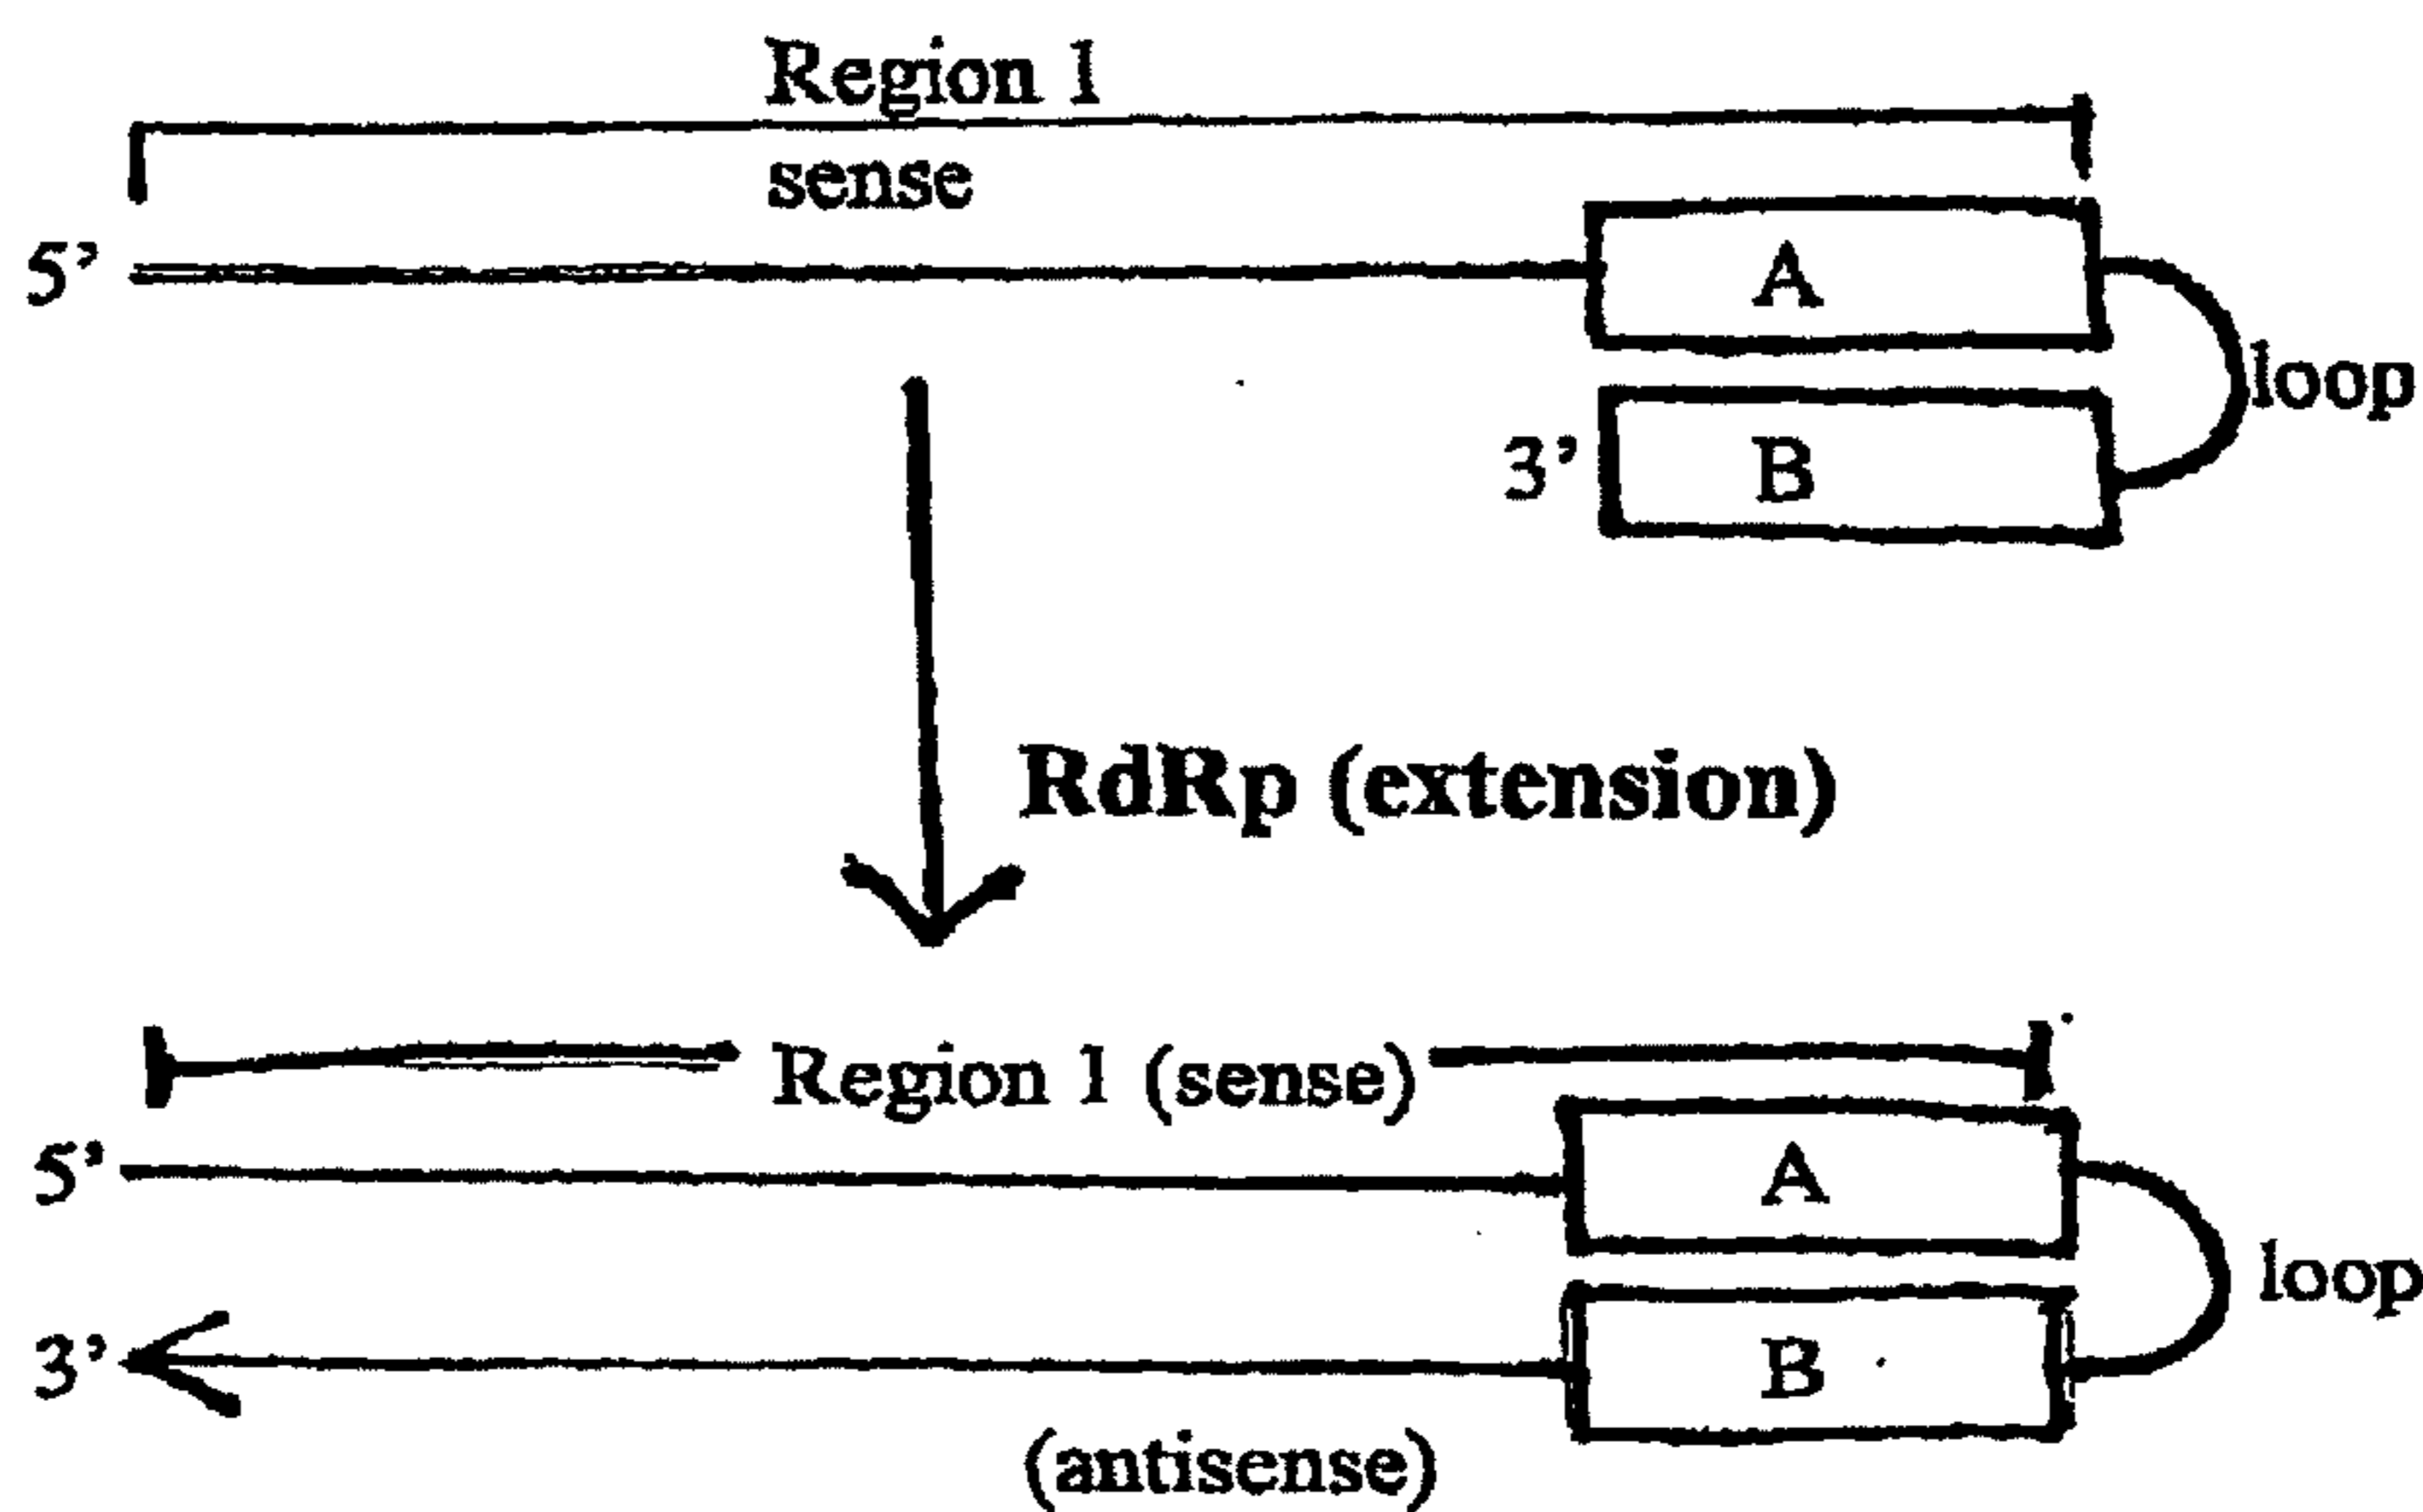 Region 1
sense
5’
A
loop
3’
B
RdRp (extension)
Region 1 (sense)
5’
A
loop
3’
B
(antisense)